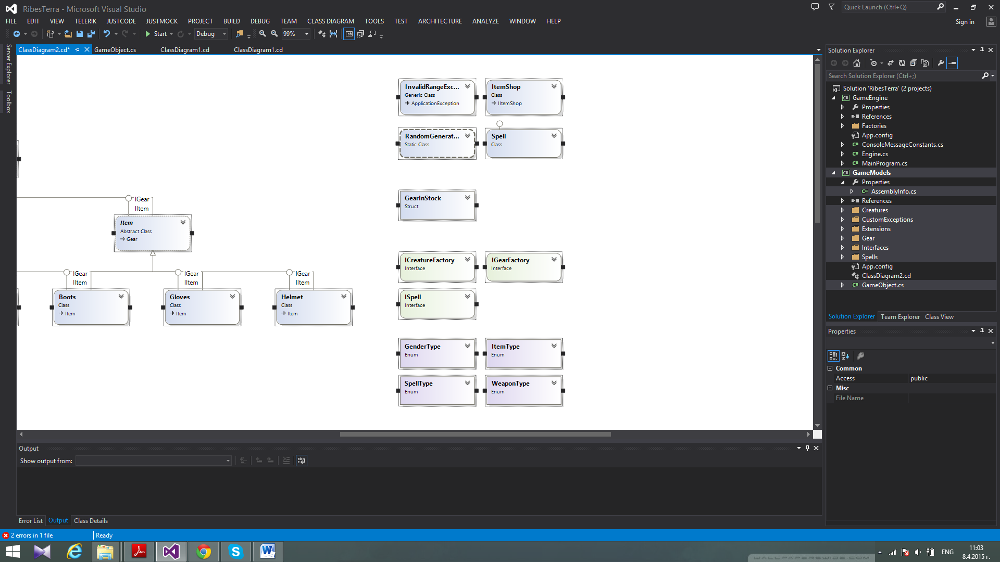 RibesTerra - Microsoft Visual Studio
Quick Launch (Ctrl+Q)
FILE EDIT VIEW TELERIK JUSTCODE JUSTMOCK PROJECT BUILD DEBUG TEAM CLASS DIAGRAM TOOLS TEST ARCHITECTURE ANALYZE WINDOW HELP
Sign in
Start Debug 99%
Server Explorer
Toolbox
ClassDiagram2.cd* GameObject.cs ClassDiagram1.cd ClassDiagram1.cd
InvalidRangeExc...
Generic Class
ApplicationException
ItemShop
Class
IItemShop
RandomGenerat...
Static Class
Spell
Class
IGear
IItem
Item
Abstract Class
Gear
GearInStock
Struct
ICreatureFactory
Interface
IGearFactory
Interface
IGear
IItem
IGear
IItem
IGear
IItem
Boots
Class
Item
Gloves
Class
Item
Helmet
Class
Item
ISpell
Interface
GenderType
Enum
ItemType
Enum
SpellType
Enum
WeaponType
Enum
Solution Explorer
Search Solution Explorer (Ctrl+;)
Solution 'RibesTerra' (2 projects)
GameEngine
Properties
References
Factories
App.config
ConsoleMessageConstants.cs
Engine.cs
MainProgram.cs
GameModels
Properties
AssemblyInfo.cs
References
Creatures
CustomExceptions
Extensions
Gear
Interfaces
Spells
App.config
ClassDiagram2.cd
GameObject.cs
Solution Explorer Team Explorer Class View
Properties
Common
Access public
Misc
File Name
Output
Show output from:
Error List Output Class Details
2 errors in 1 file
Ready
ENG
11:03
8.4.2015 г.
WALLPAPERSWIDE.COM